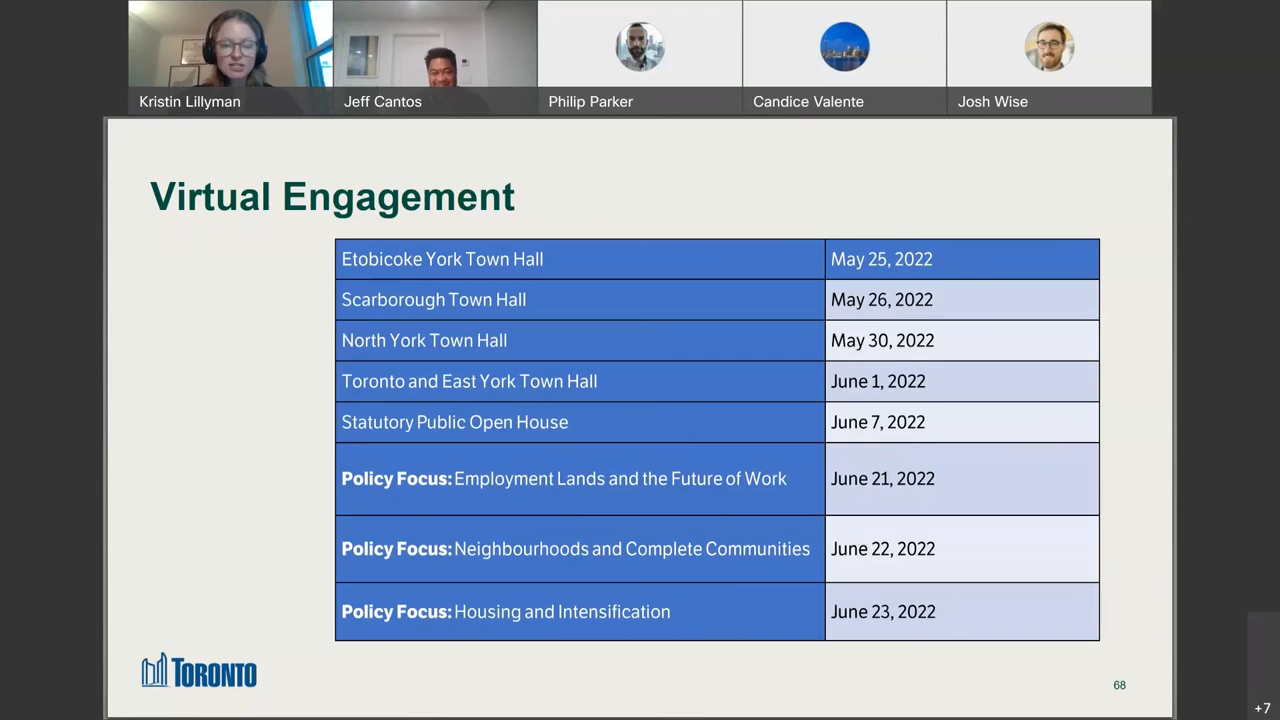 Kristin Lillyman
Jeff Cantos
Philip Parker
Candice Valente
Josh Wise
Virtual Engagement
Etobicoke York Town Hall May 25, 2022
Scarborough Town Hall May 26, 2022
North York Town Hall May 30, 2022
Toronto and East York Town Hall June 1, 2022
Statutory Public Open House June 7, 2022
Policy Focus: Employment Lands and the Future of Work June 21, 2022
Policy Focus: Neighbourhoods and Complete Communities June 22, 2022
Policy Focus: Housing and Intensification June 23, 2022
TORONTO
68
+7